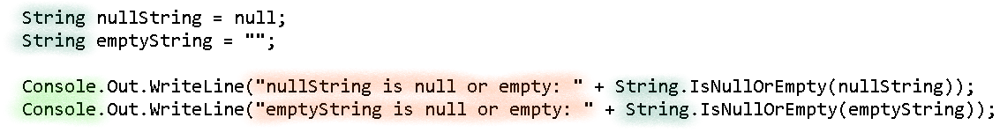 String nullString = null;
String emptyString = "";
Console.Out.WriteLine("nullString is null or empty: " + String.IsNullOrEmpty(nullString));
Console.Out.WriteLine("emptyString is null or empty: " + String.IsNullOrEmpty(emptyString));